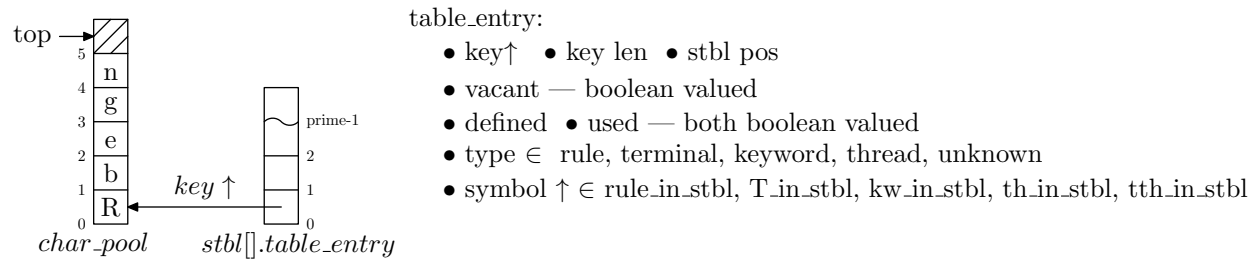 table_entry:
top
• key↑ • key len • stbl pos
5
n
• vacant — boolean valued
4
g
• defined • used — both boolean valued
3
prime-1
e
• type ∈ rule, terminal, keyword, thread, unknown
2
2
b
key ↑
• symbol ↑ ∈ rule_in_stbl, T_in_stbl, kw_in_stbl, th_in_stbl, tth_in_stbl
1
1
R
0
0
char_pool
stbl[].table_entry